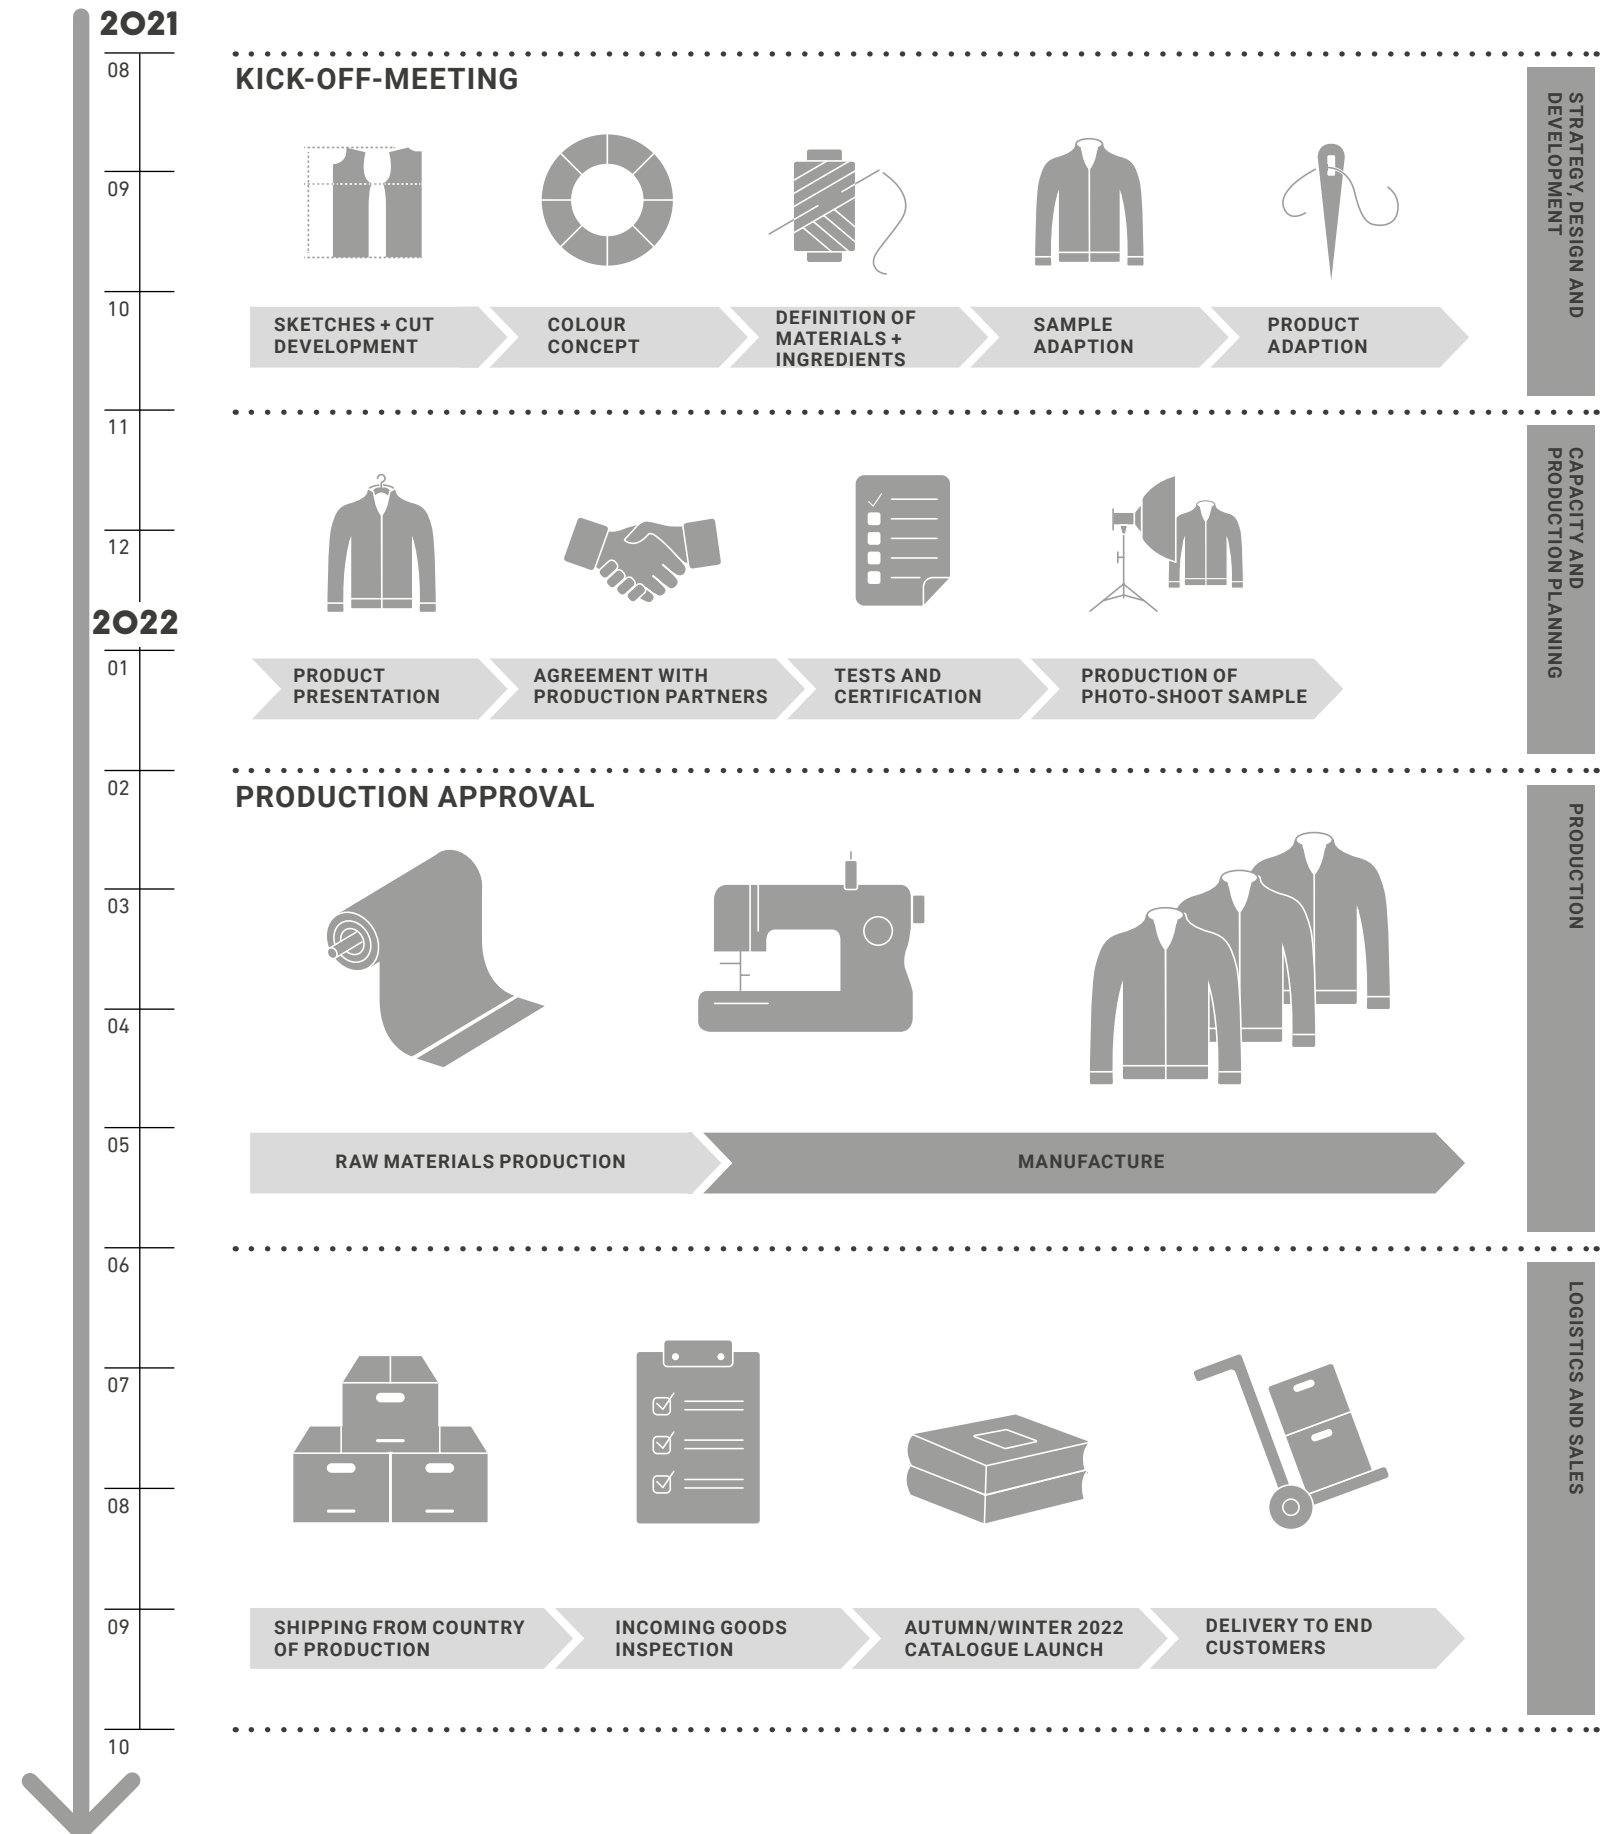 2021
08
KICK-OFF-MEETING
09
10
SKETCHES + CUT
DEVELOPMENT
COLOUR
CONCEPT
DEFINITION OF
MATERIALS +
INGREDIENTS
SAMPLE
ADAPTION
PRODUCT
ADAPTION
STRATEGY, DESIGN AND
DEVELOPMENT
11
12
2022
01
PRODUCT
PRESENTATION
AGREEMENT WITH
PRODUCTION PARTNERS
TESTS AND
CERTIFICATION
PRODUCTION OF
PHOTO-SHOOT SAMPLE
CAPACITY AND
PRODUCTION PLANNING
02
PRODUCTION APPROVAL
03
04
05
RAW MATERIALS PRODUCTION
MANUFACTURE
PRODUCTION
06
07
08
09
SHIPPING FROM COUNTRY
OF PRODUCTION
INCOMING GOODS
INSPECTION
AUTUMN/WINTER 2022
CATALOGUE LAUNCH
DELIVERY TO END
CUSTOMERS
LOGISTICS AND SALES
10